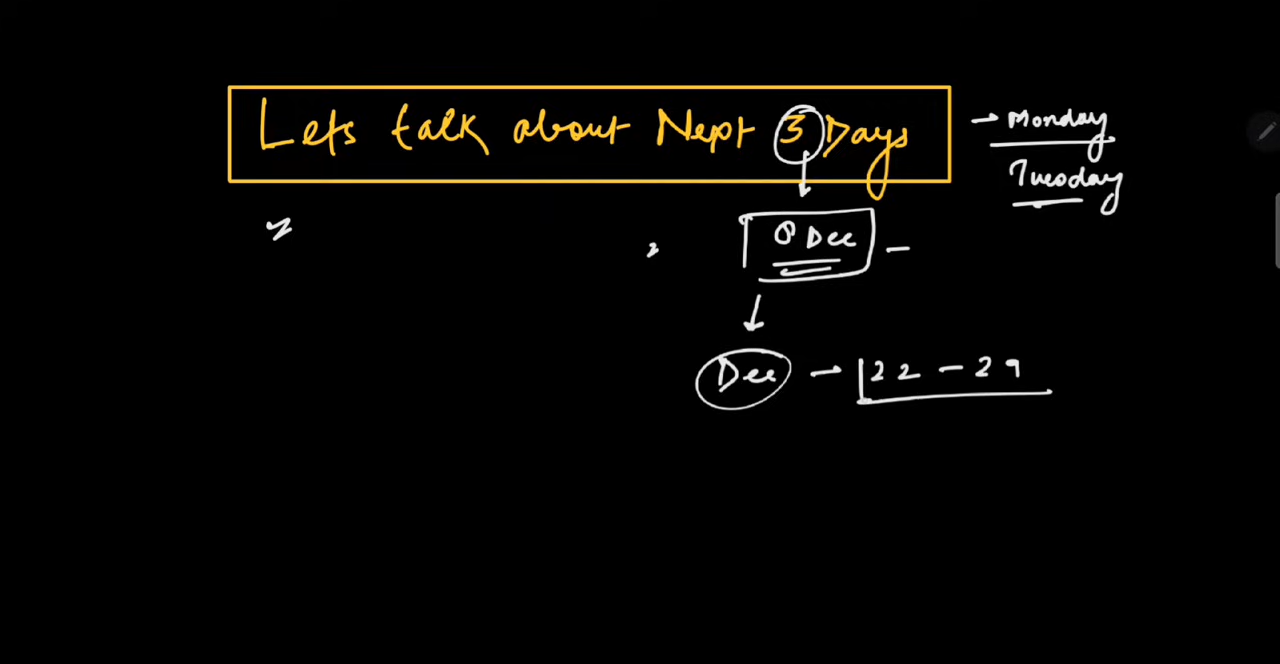 Lets talk about Next 3 Days
→ Monday
Tuesday
8 Dec –
Dec → 22 – 29